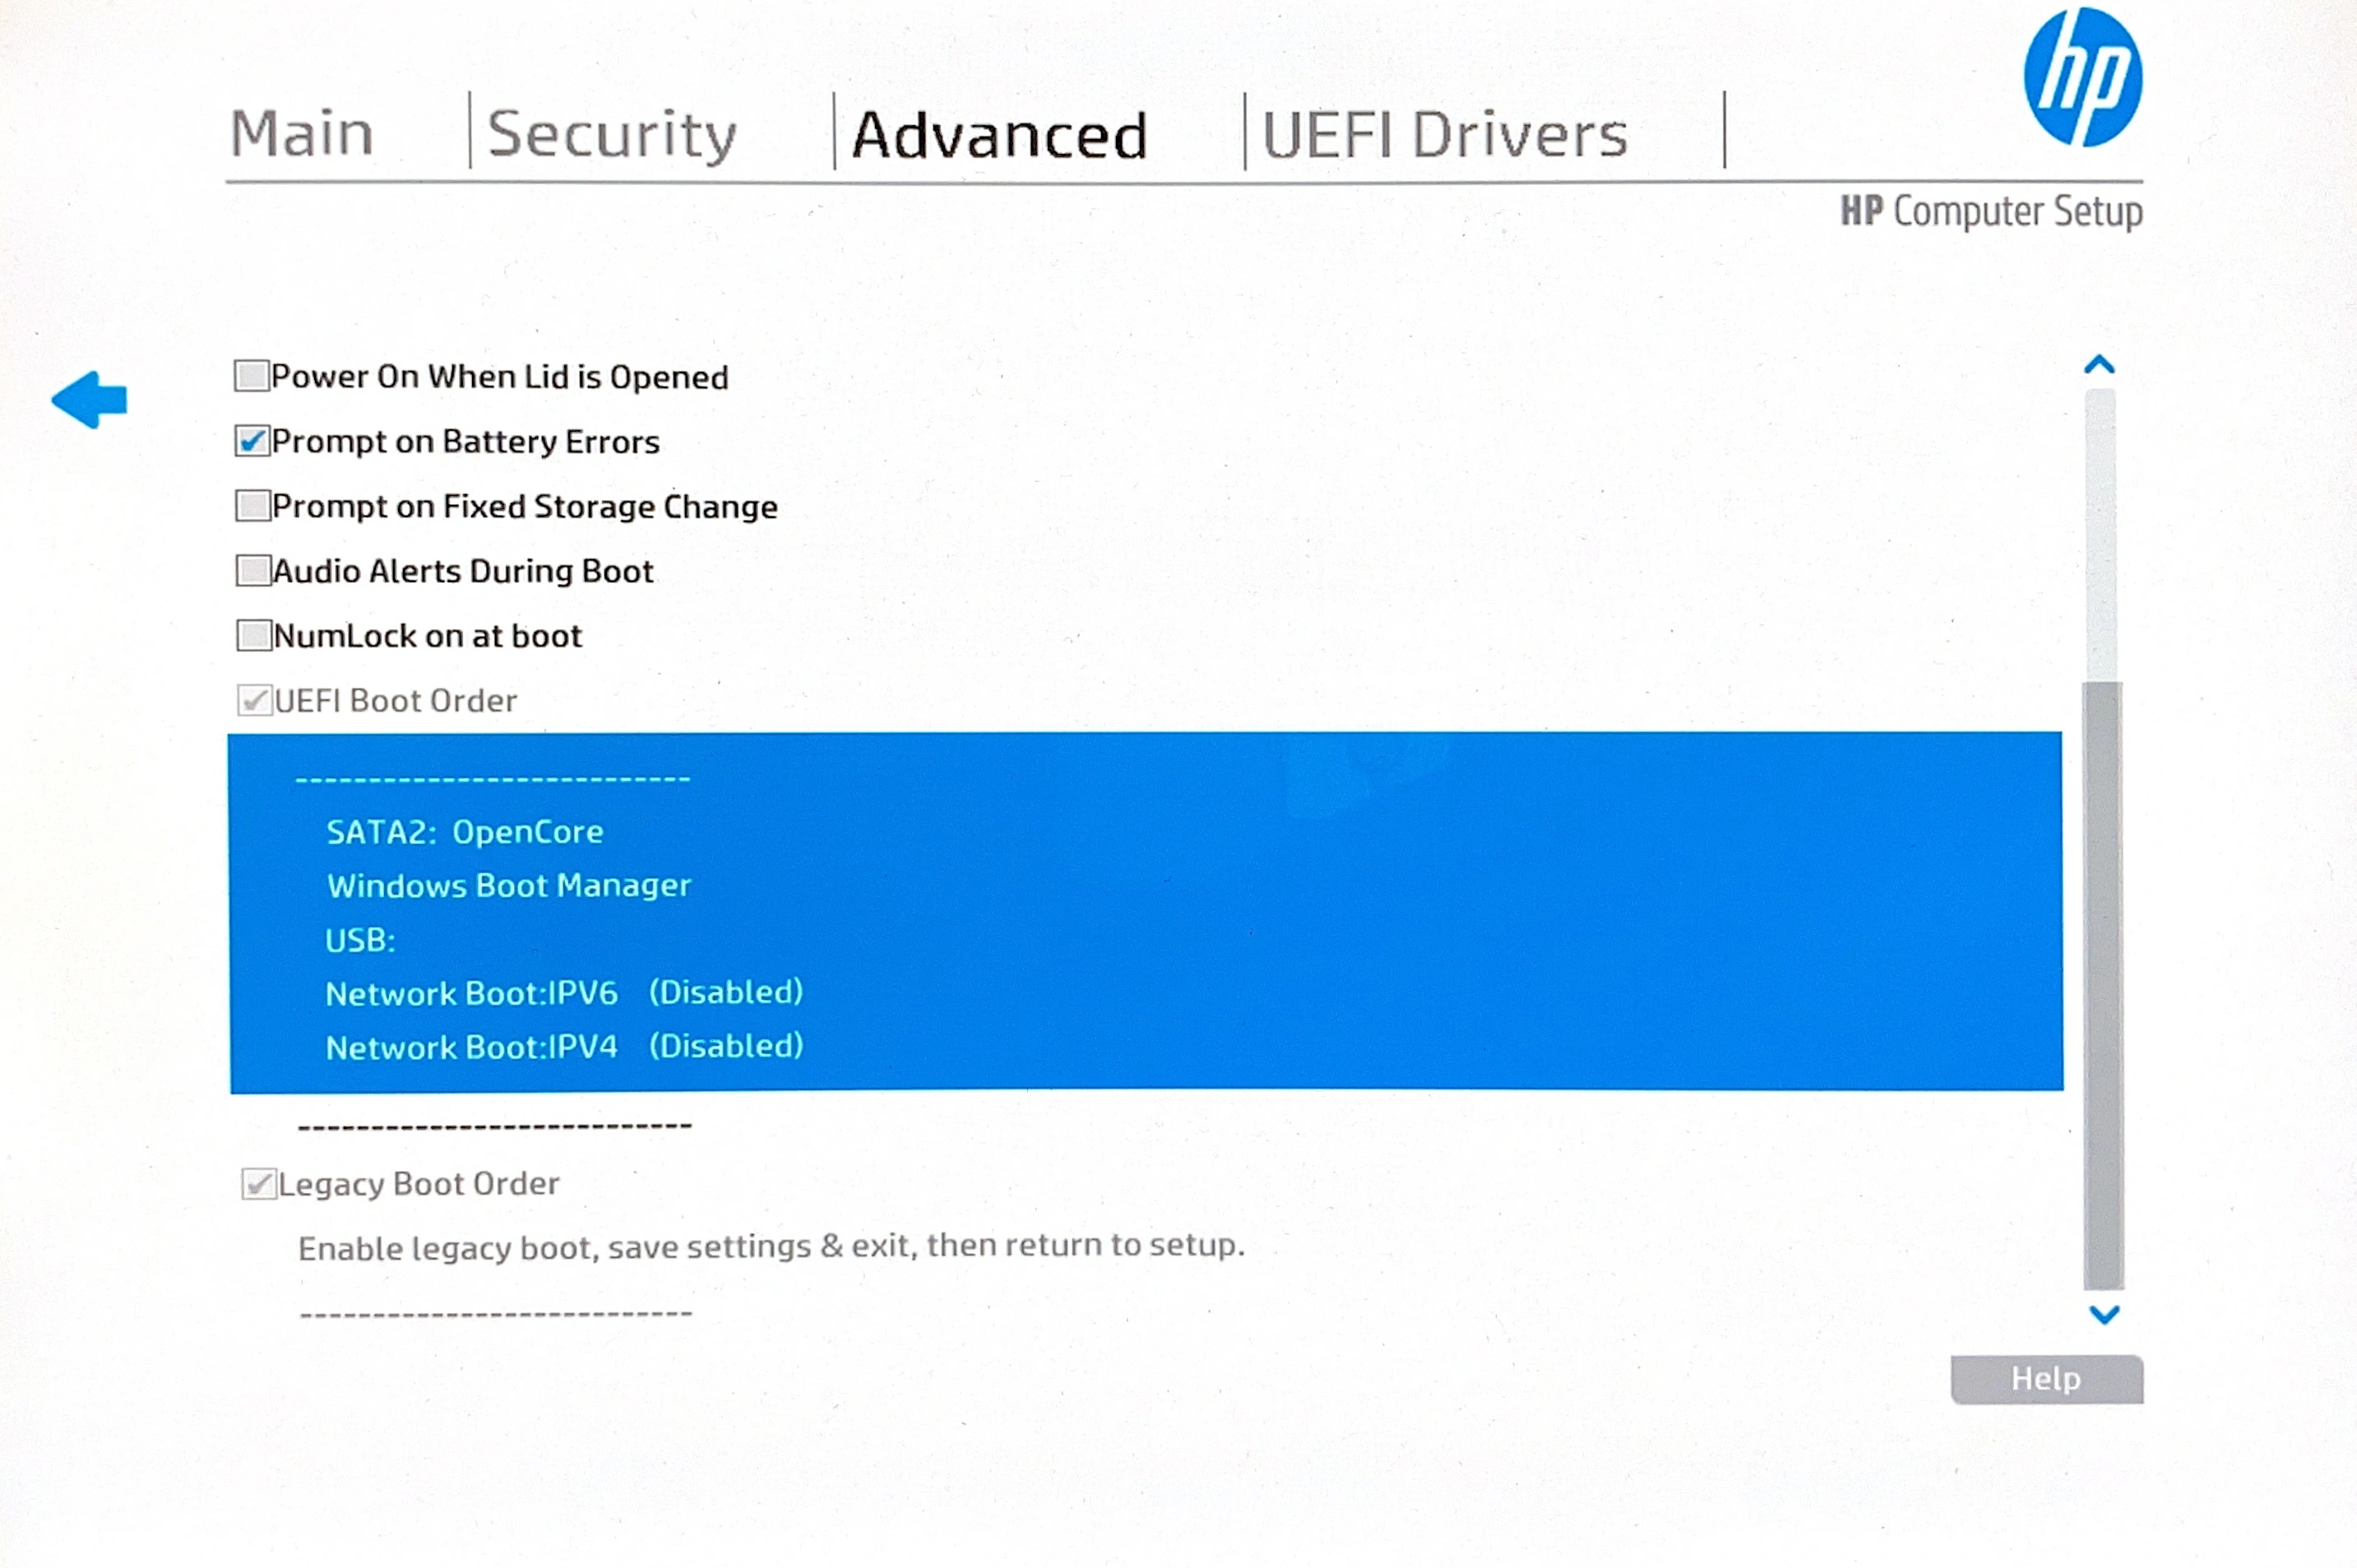 hp
Main
Security
Advanced
UEFI Drivers
HP Computer Setup
Power On When Lid is Opened
Prompt on Battery Errors
Prompt on Fixed Storage Change
Audio Alerts During Boot
NumLock on at boot
UEFI Boot Order
---------------------------
SATA2: OpenCore
Windows Boot Manager
USB:
Network Boot:IPV6 (Disabled)
Network Boot:IPV4 (Disabled)
---------------------------
Legacy Boot Order
Enable legacy boot, save settings & exit, then return to setup.
---------------------------
Help